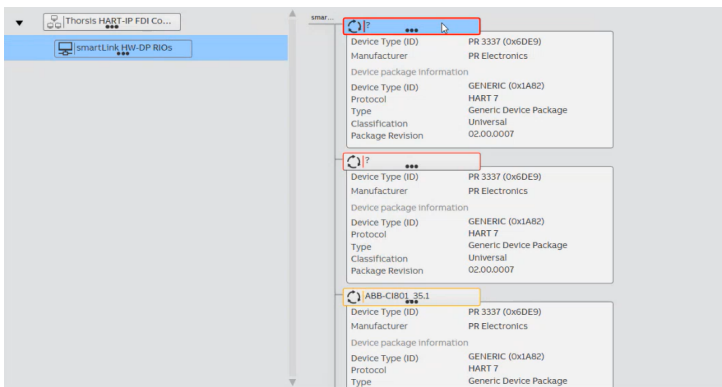 Thorsis HART-IP FDI Co...
smartLink HW-DP RIOs
smar...
?
Device Type (ID) PR 3337 (0x6DE9)
Manufacturer PR Electronics
Device package information
Device Type (ID) GENERIC (0x1A82)
Protocol HART 7
Type Generic Device Package
Classification Universal
Package Revision 02.00.0007
?
Device Type (ID) PR 3337 (0x6DE9)
Manufacturer PR Electronics
Device package information
Device Type (ID) GENERIC (0x1A82)
Protocol HART 7
Type Generic Device Package
Classification Universal
Package Revision 02.00.0007
ABB-CI801_35.1
Device Type (ID) PR 3337 (0x6DE9)
Manufacturer PR Electronics
Device package information
Device Type (ID) GENERIC (0x1A82)
Protocol HART 7
Type Generic Device Package